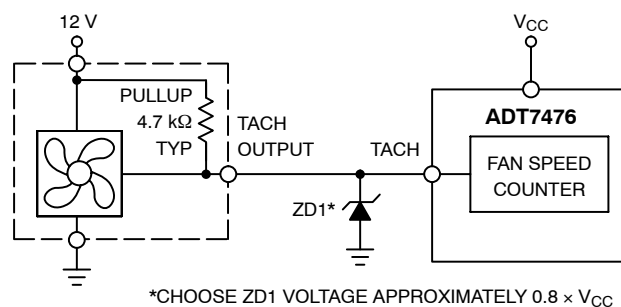 12 V
VCC
PULLUP
4.7 kΩ
TYP
TACH
OUTPUT
TACH
ADT7476
FAN SPEED
COUNTER
ZD1*
*CHOOSE ZD1 VOLTAGE APPROXIMATELY 0.8 × VCC